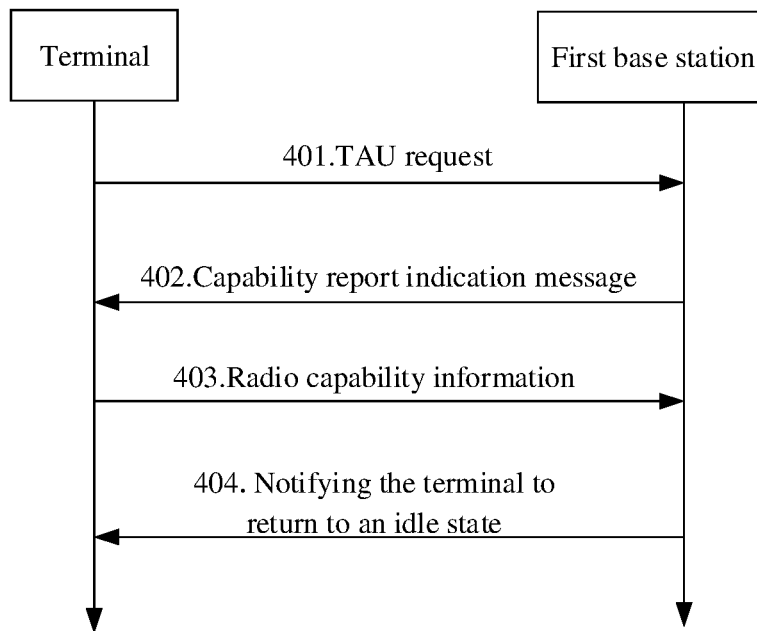 Terminal
First base station
401.TAU request
402.Capability report indication message
403.Radio capability information
404. Notifying the terminal to
return to an idle state